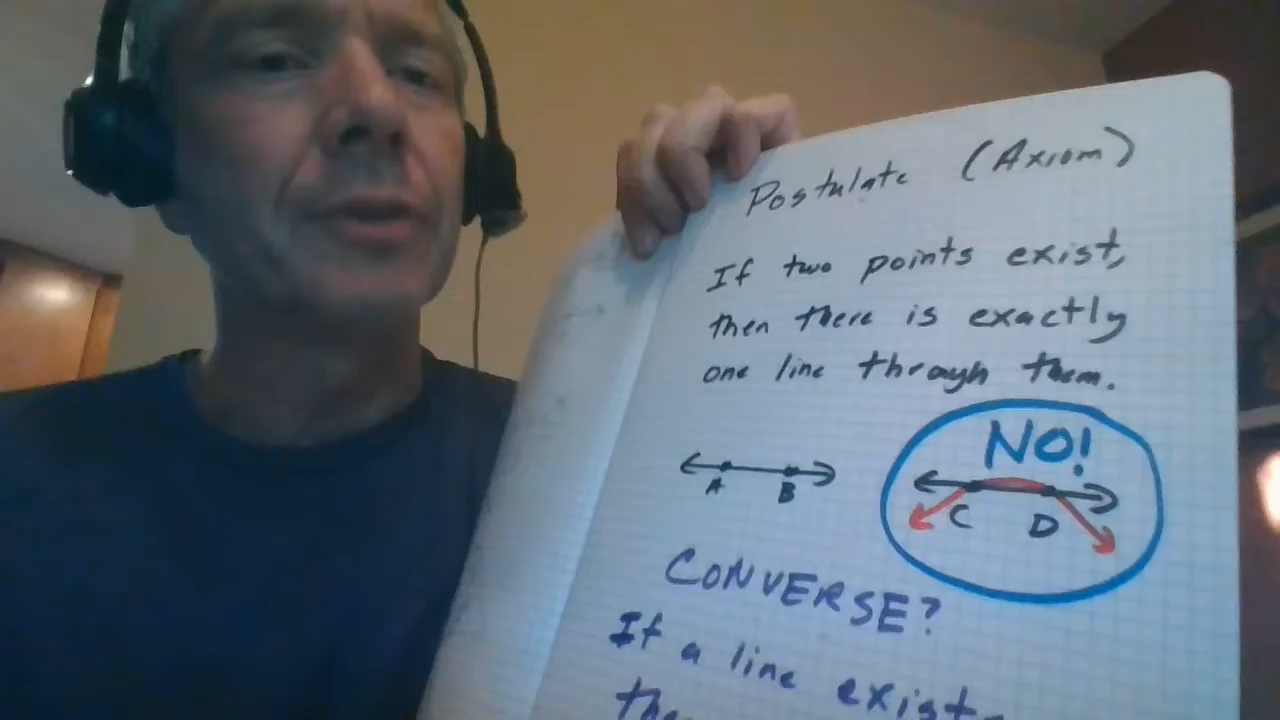 Postulate (Axiom)
If two points exist,
then there is exactly
one line through them.
NO!
A B
C D
CONVERSE?
If a line exists